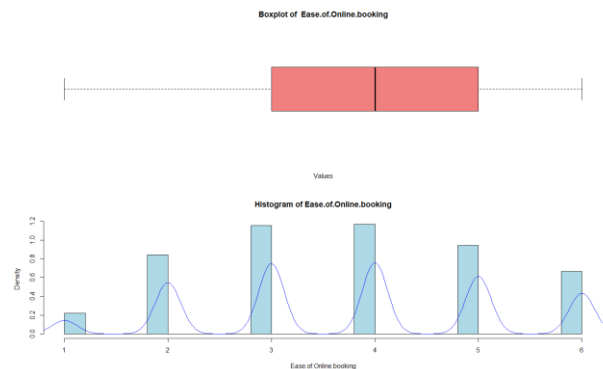 Boxplot of Ease.of.Online.booking
Values
Histogram of Ease.of.Online.booking
Density
0.0 0.2 0.4 0.6 0.8 1.0 1.2
1 2 3 4 5 6
Ease.of.Online.booking